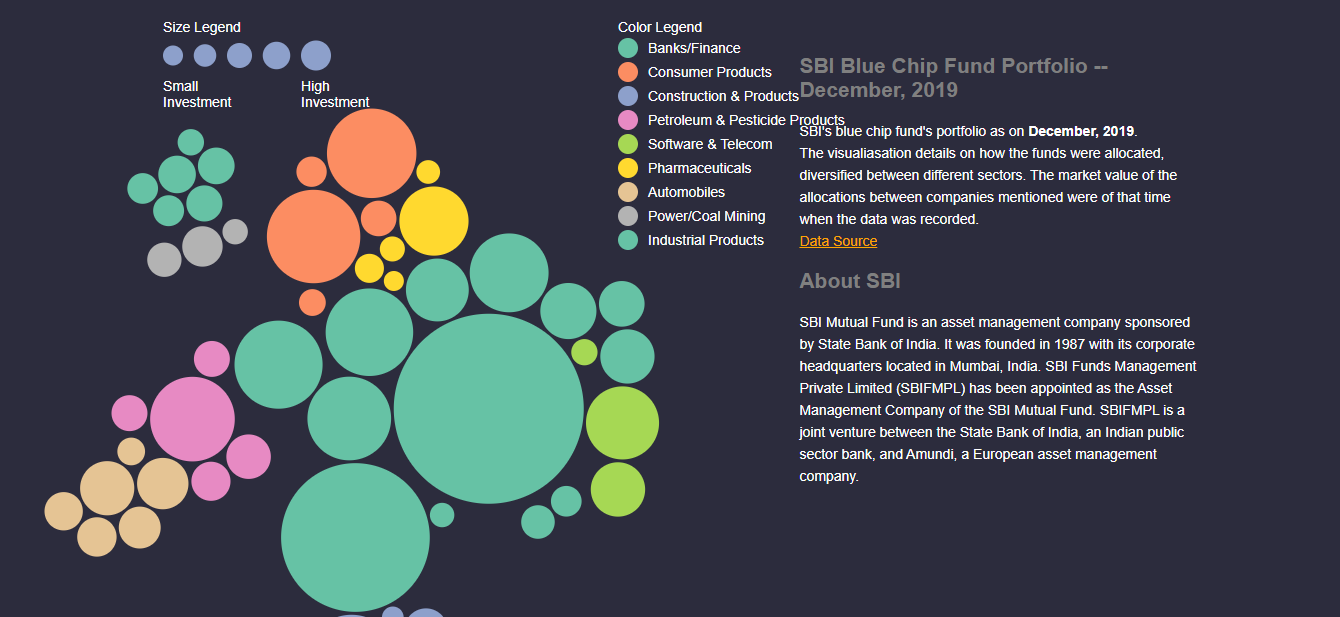 Size Legend
Small
Investment
High
Investment
Color Legend
Banks/Finance
Consumer Products
Construction & Products
Petroleum & Pesticide Products
Software & Telecom
Pharmaceuticals
Automobiles
Power/Coal Mining
Industrial Products
SBI Blue Chip Fund Portfolio --
December, 2019
SBI's blue chip fund's portfolio as on December, 2019.
The visualiasation details on how the funds were allocated,
diversified between different sectors. The market value of the
allocations between companies mentioned were of that time
when the data was recorded.
Data Source
About SBI
SBI Mutual Fund is an asset management company sponsored
by State Bank of India. It was founded in 1987 with its corporate
headquarters located in Mumbai, India. SBI Funds Management
Private Limited (SBIFMPL) has been appointed as the Asset
Management Company of the SBI Mutual Fund. SBIFMPL is a
joint venture between the State Bank of India, an Indian public
sector bank, and Amundi, a European asset management
company.